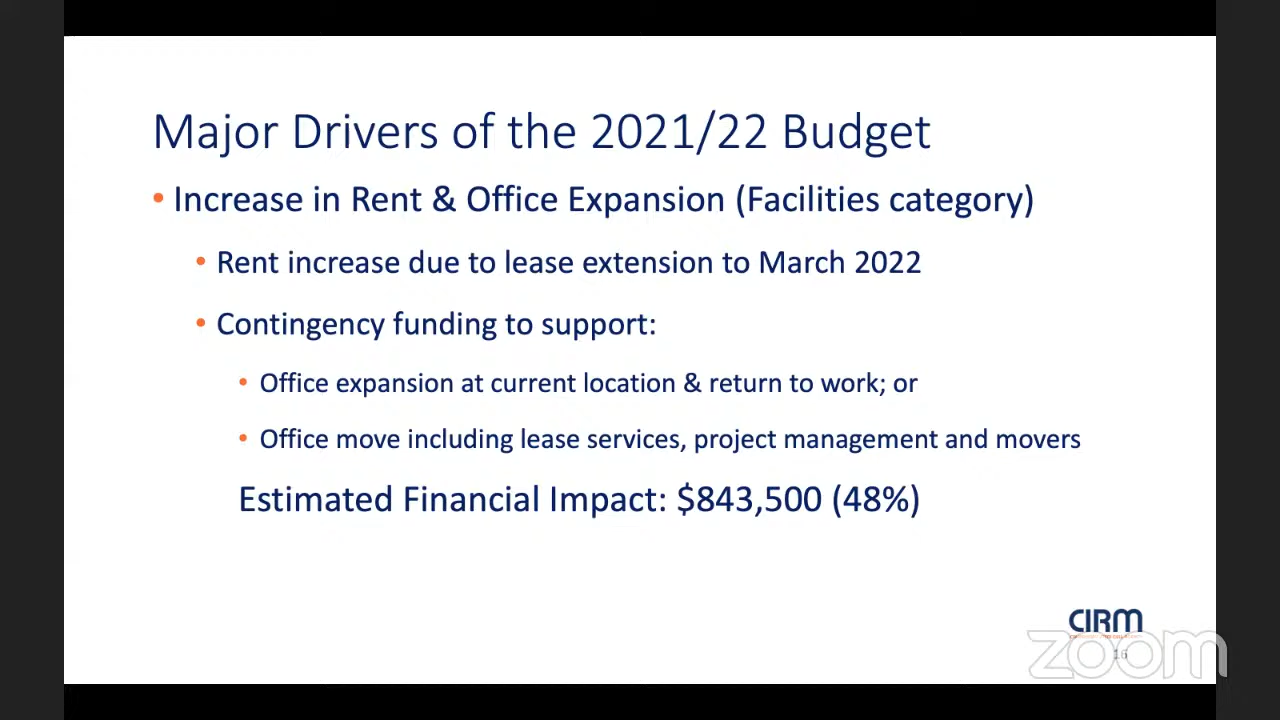 Major Drivers of the 2021/22 Budget
• Increase in Rent & Office Expansion (Facilities category)
• Rent increase due to lease extension to March 2022
• Contingency funding to support:
• Office expansion at current location & return to work; or
• Office move including lease services, project management and movers
Estimated Financial Impact: $843,500 (48%)
CIRM
zoom
16